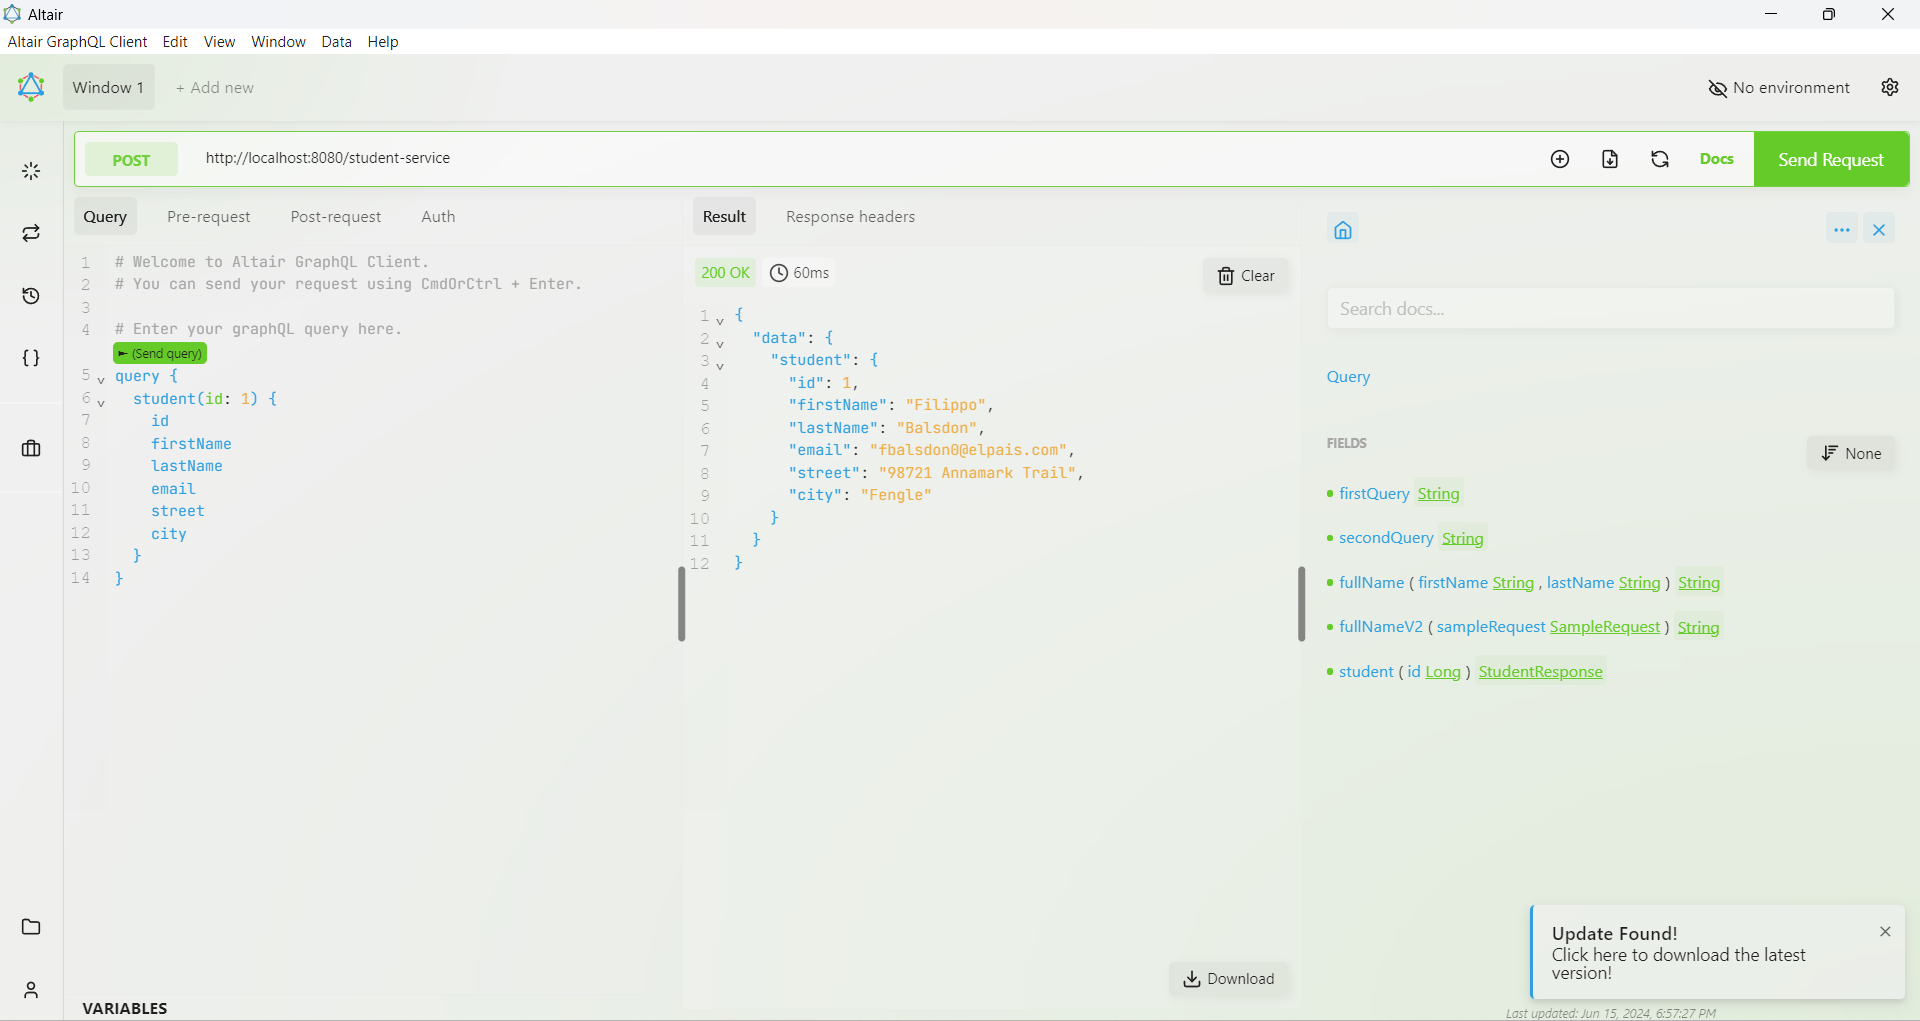 Altair
Altair GraphQL Client Edit View Window Data Help
Window 1 + Add new No environment
POST http://localhost:8080/student-service Docs Send Request
Query Pre-request Post-request Auth
1 # Welcome to Altair GraphQL Client.
2 # You can send your request using CmdOrCtrl + Enter.
3
4 # Enter your graphQL query here.
(Send query)
5 query {
6 student(id: 1) {
7 id
8 firstName
9 lastName
10 email
11 street
12 city
13 }
14 }
VARIABLES
Result Response headers
200 OK 60ms Clear
1 {
2 "data": {
3 "student": {
4 "id": 1,
5 "firstName": "Filippo",
6 "lastName": "Balsdon",
7 "email": "fbalsdon0@elpais.com",
8 "street": "98721 Annamark Trail",
9 "city": "Fengle"
10 }
11 }
12 }
Download
Search docs...
Query
FIELDS
None
firstQuery String
secondQuery String
fullName ( firstName String , lastName String ) String
fullNameV2 ( sampleRequest SampleRequest ) String
student ( id Long ) StudentResponse
Update Found!
Click here to download the latest
version!
Last updated: Jun 15, 2024, 6:57:27 PM